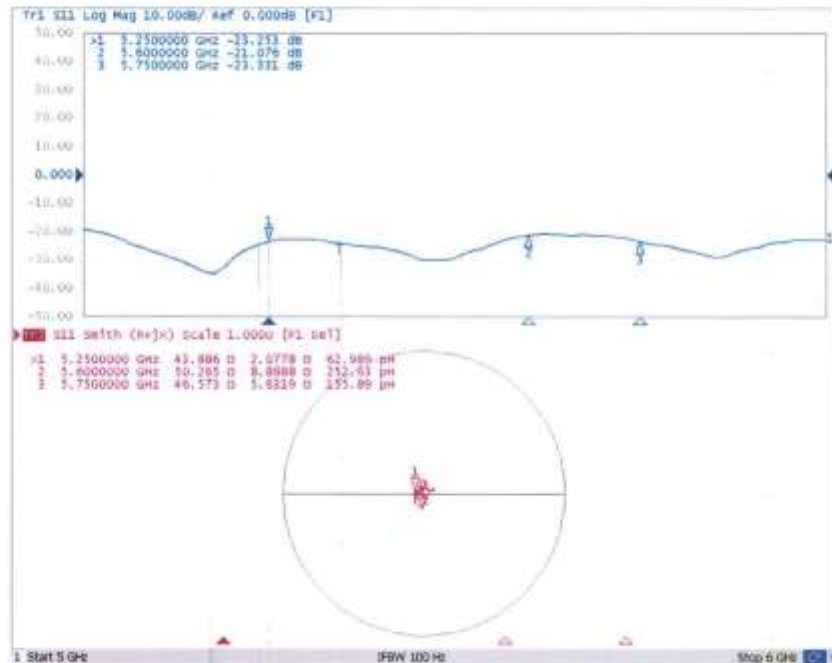 Tr1 S11 Log Mag 10.00dB/ Ref 0.000dB [F1]
50.00
>1 5.2500000 GHz -23.253 dB
2 5.6000000 GHz -21.076 dB
3 5.7500000 GHz -23.331 dB
40.00
30.00
20.00
10.00
0.000
-10.00
-20.00
-30.00
-40.00
-50.00
1
2
3
S11 Smith (R+jX) Scale 1.000U [F1 Del]
>1 5.2500000 GHz 43.886 Ω 2.0778 Ω 62.986 pH
2 5.6000000 GHz 50.265 Ω 252.93 pH
3 5.7500000 GHz 46.573 Ω 5.6319 Ω 155.89 pH
1 Start 5 GHz
IFBW 100 Hz
Stop 6 GHz